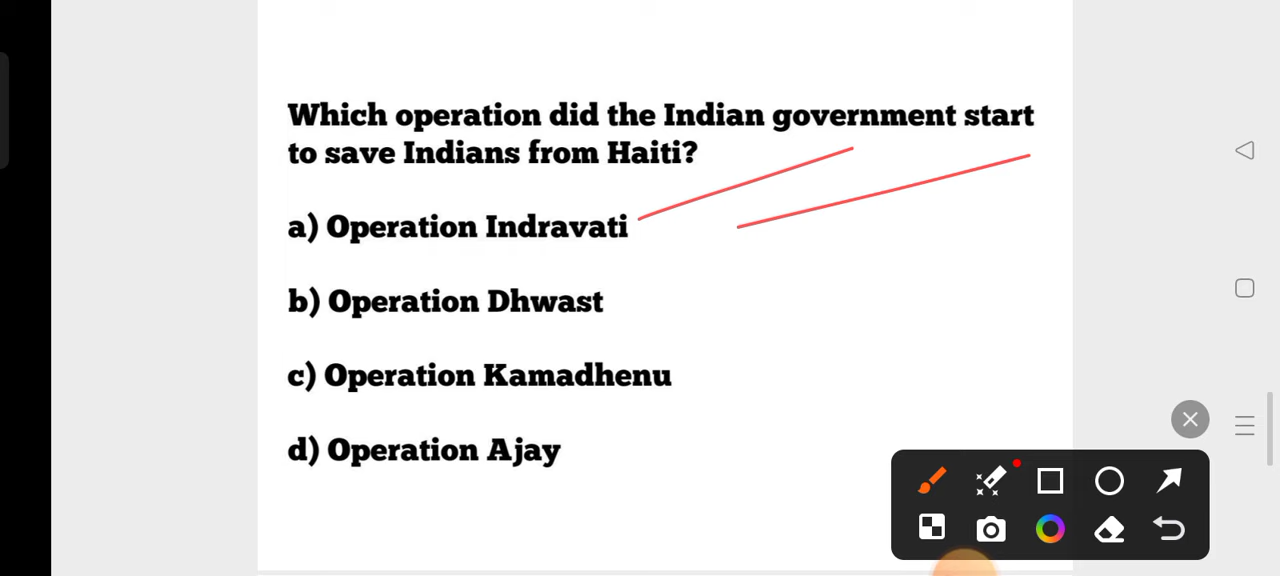 Which operation did the Indian government start
to save Indians from Haiti?
a) Operation Indravati
b) Operation Dhwast
c) Operation Kamadhenu
d) Operation Ajay